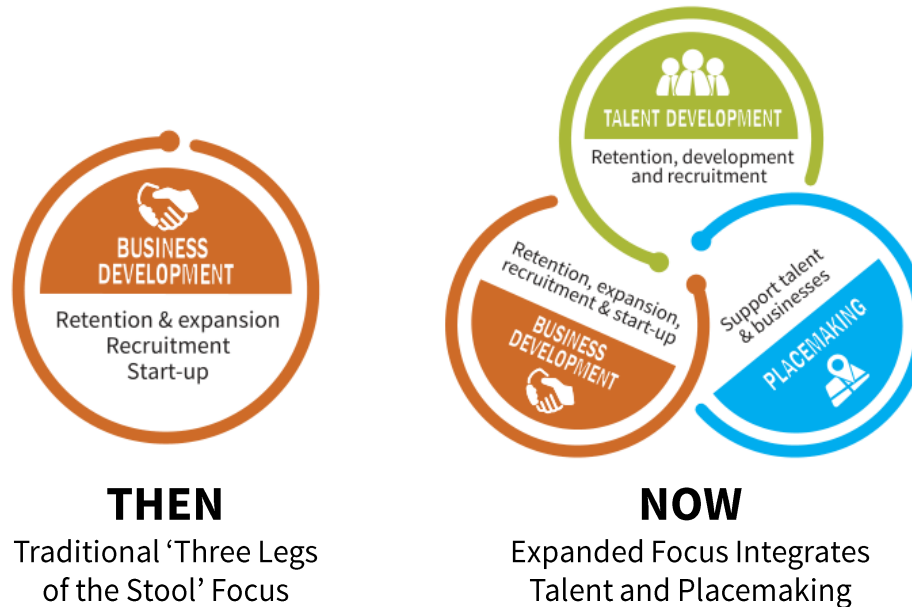 BUSINESS
DEVELOPMENT
Retention & expansion
Recruitment
Start-up
THEN
Traditional ‘Three Legs
of the Stool’ Focus
TALENT DEVELOPMENT
Retention, development
and recruitment
Retention, expansion,
recruitment & start-up
BUSINESS
DEVELOPMENT
Support talent
& businesses
PLACEMAKING
NOW
Expanded Focus Integrates
Talent and Placemaking